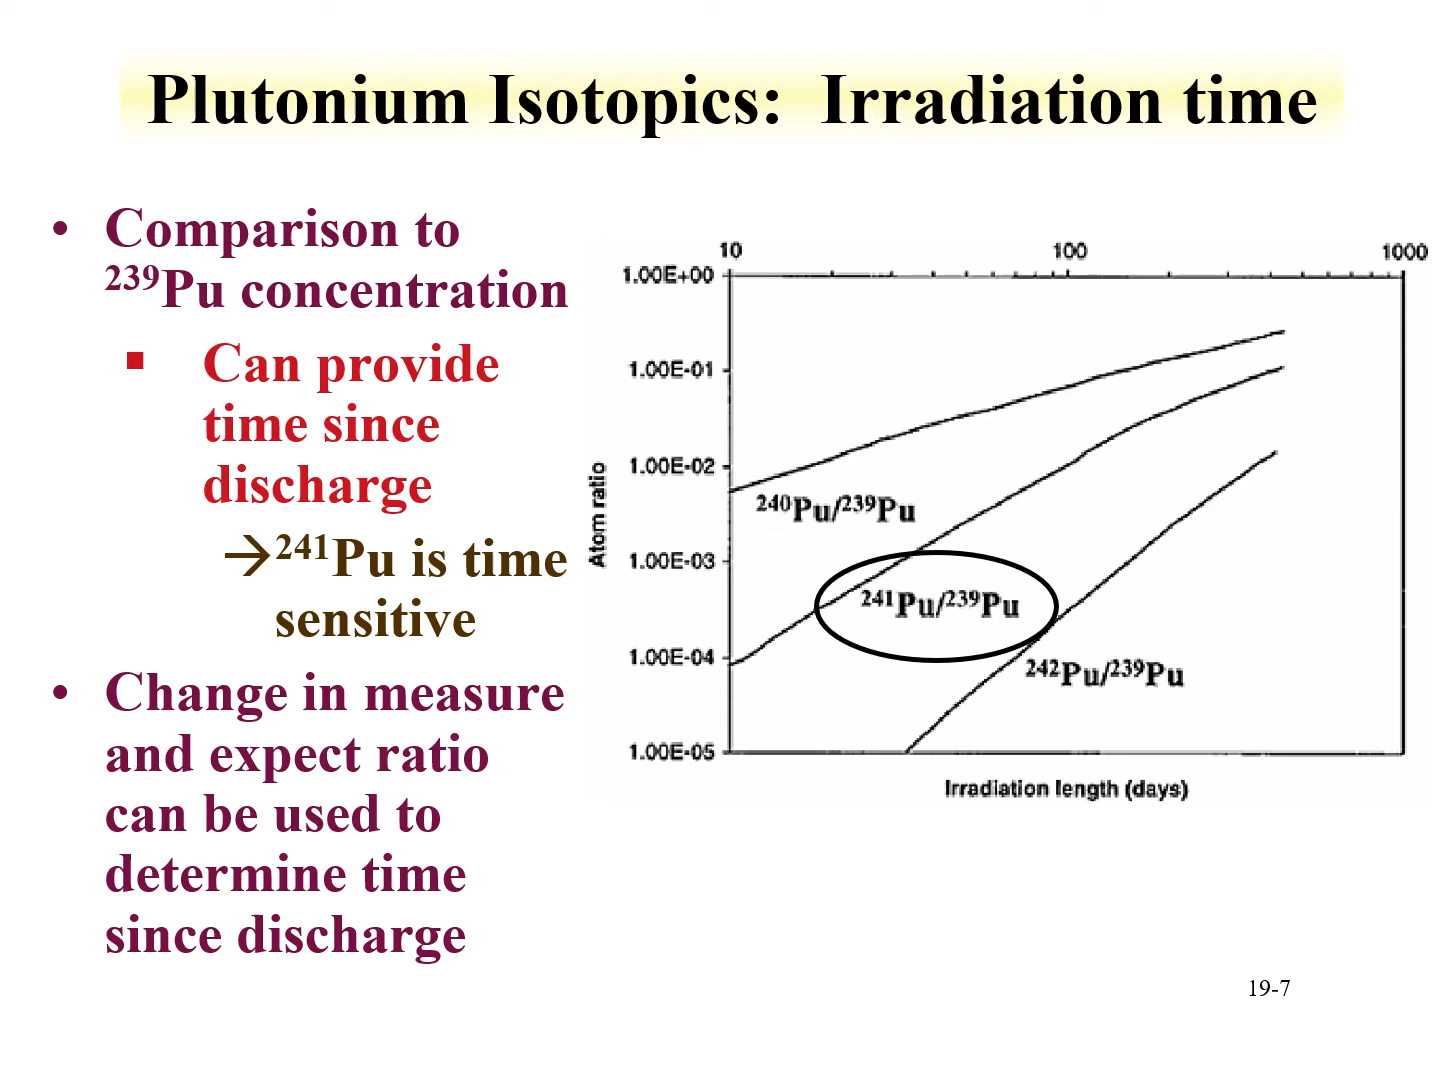 Plutonium Isotopics: Irradiation time
• Comparison to
²³⁹Pu concentration
▪ Can provide
time since
discharge
→²⁴¹Pu is time
sensitive
• Change in measure
and expect ratio
can be used to
determine time
since discharge
10 100 1000
1.00E+00
1.00E-01
1.00E-02
1.00E-03
1.00E-04
1.00E-05
Atom ratio
²⁴⁰Pu/²³⁹Pu
²⁴¹Pu/²³⁹Pu
²⁴²Pu/²³⁹Pu
Irradiation length (days)
19-7